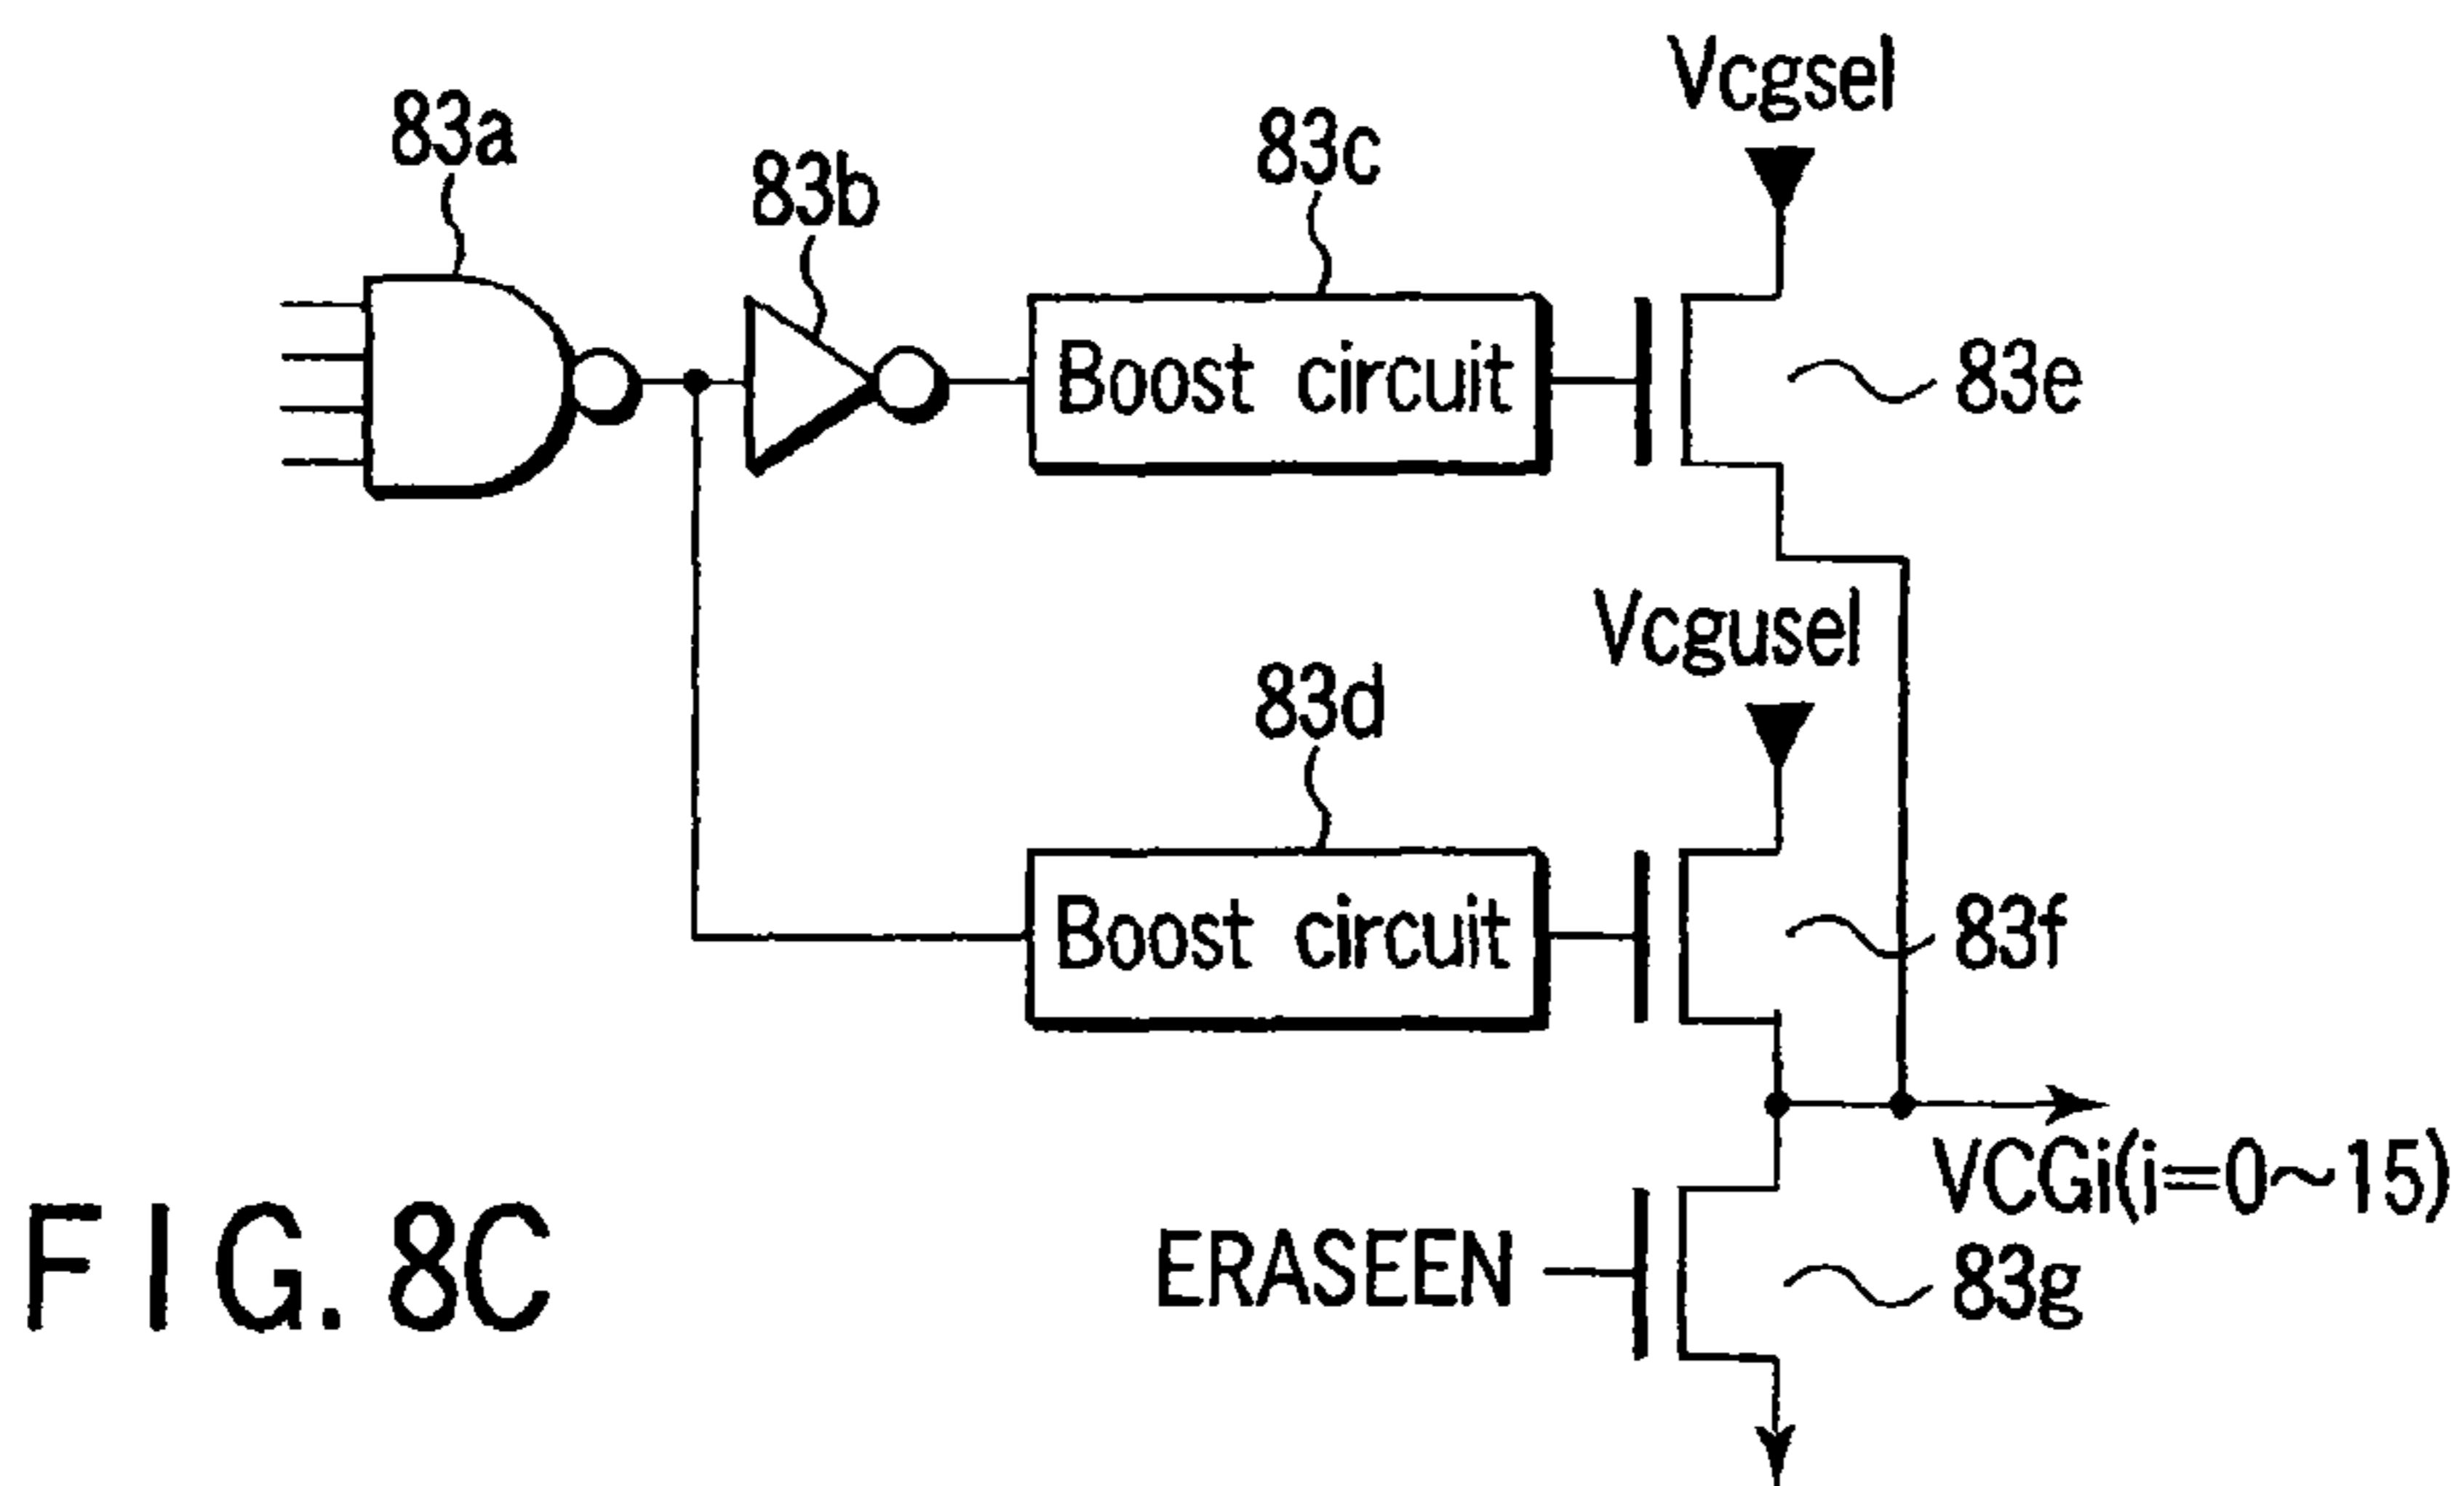 Vcgsel
83a
83b
83c
Boost circuit
83e
Vcgusel
83d
Boost circuit
83f
VCGi(i=0~15)
ERASEEN
83g
FIG. 8C